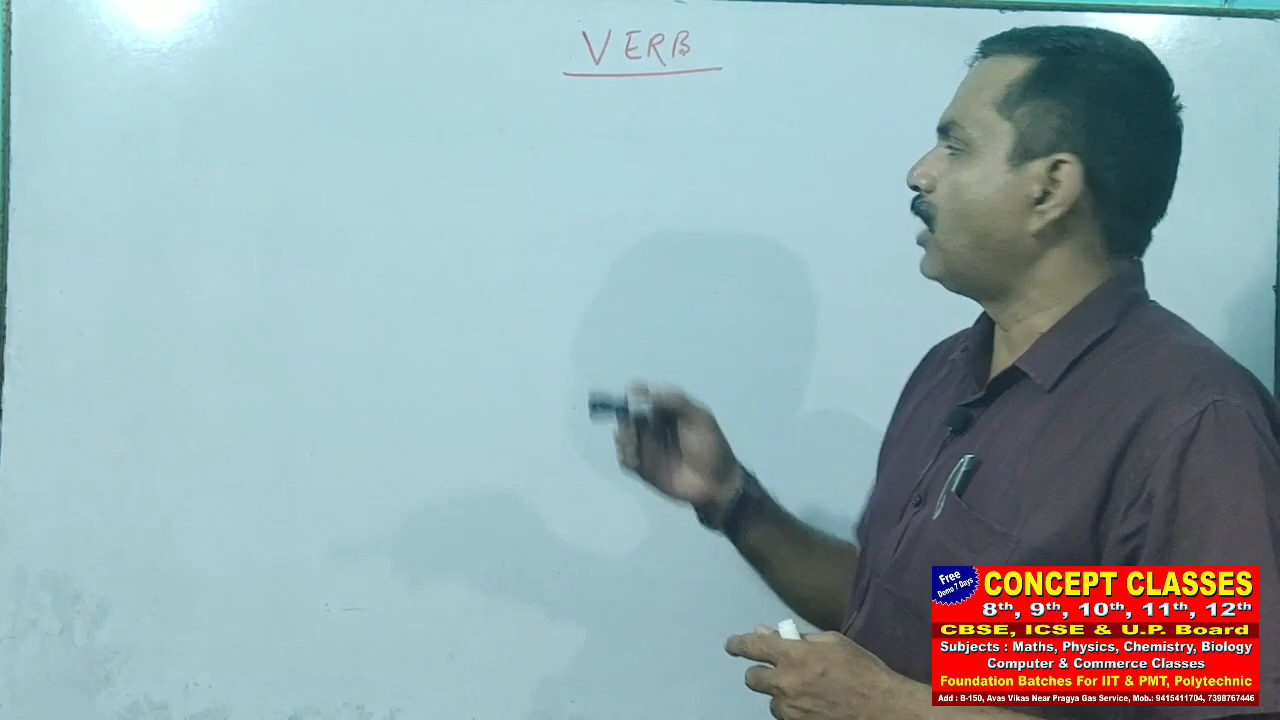 VERB
Free
Demo 7 Days
CONCEPT CLASSES
8th, 9th, 10th, 11th, 12th
CBSE, ICSE & U.P. Board
Subjects : Maths, Physics, Chemistry, Biology
Computer & Commerce Classes
Foundation Batches For IIT & PMT, Polytechnic
Add : B-150, Avas Vikas Near Pragya Gas Service, Mob.: 9415411704, 7398767446